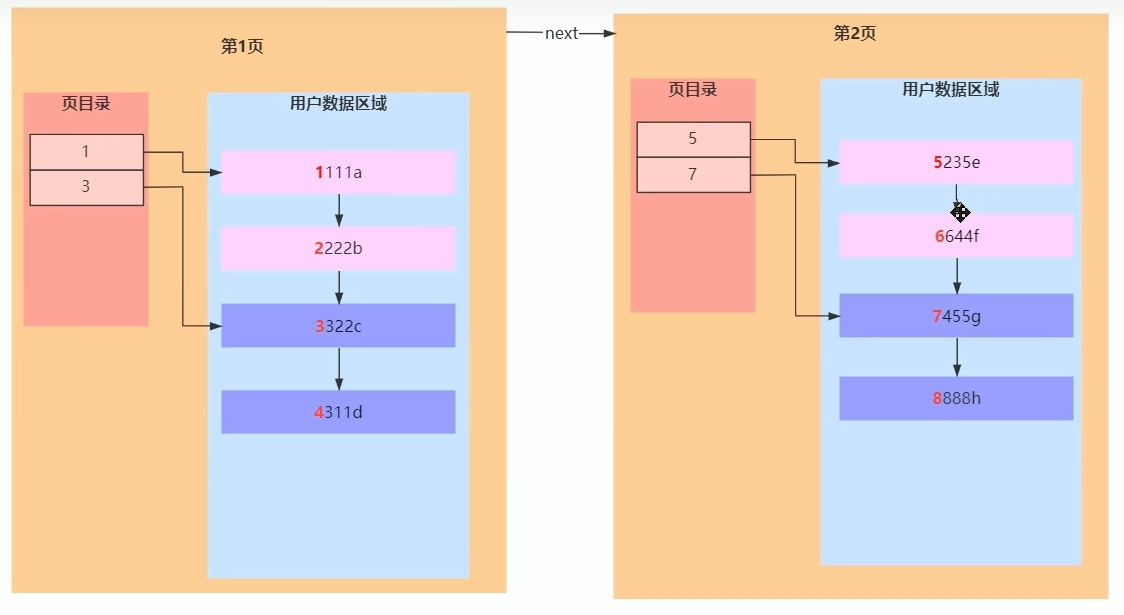 第1页
页目录
1
3
用户数据区域
1111a
2222b
3322c
4311d
next
第2页
页目录
5
7
用户数据区域
5235e
6644f
7455g
8888h